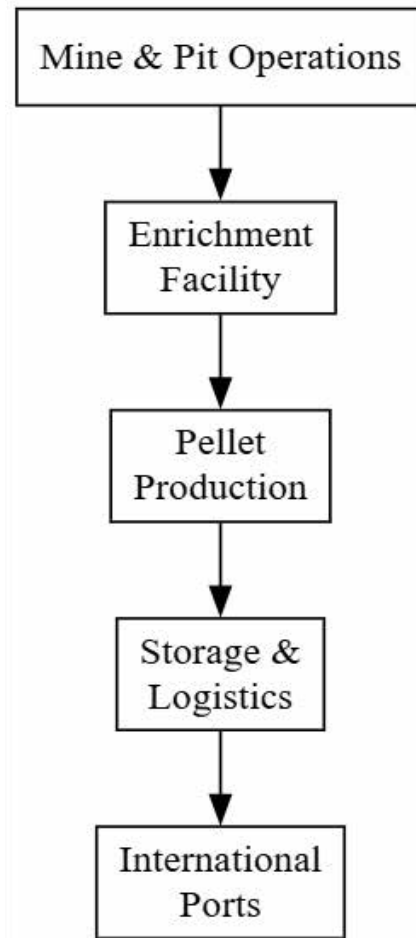 Mine & Pit Operations
Enrichment
Facility
Pellet
Production
Storage &
Logistics
International
Ports